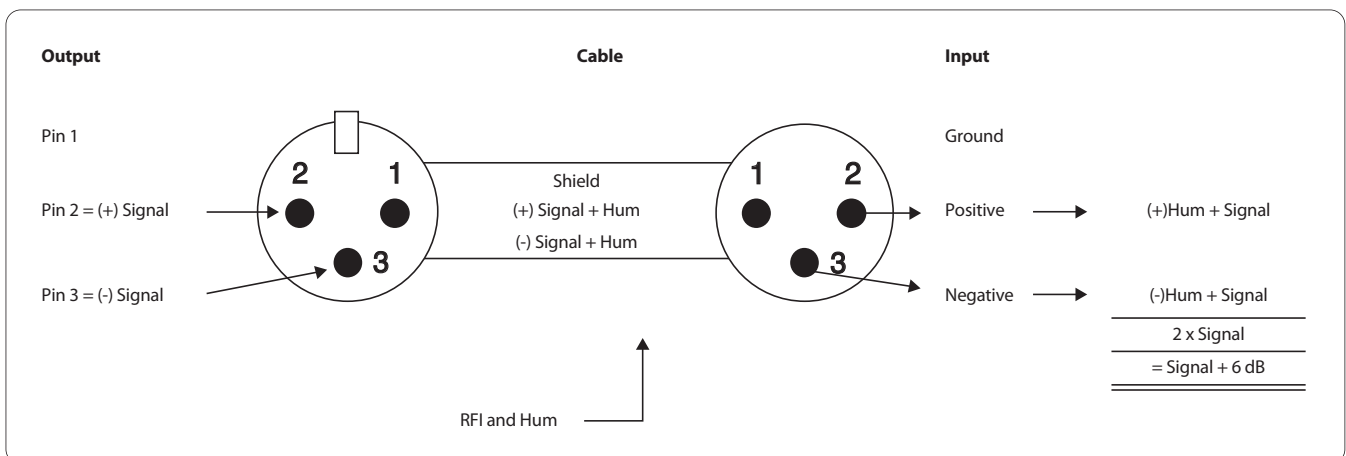 Output
Cable
Input
Pin 1
Ground
2 1
1 2
Shield
Pin 2 = (+) Signal
(+) Signal + Hum
Positive
(+)Hum + Signal
(-) Signal + Hum
3
3
Pin 3 = (-) Signal
Negative
(-)Hum + Signal
2 x Signal
= Signal + 6 dB
RFI and Hum